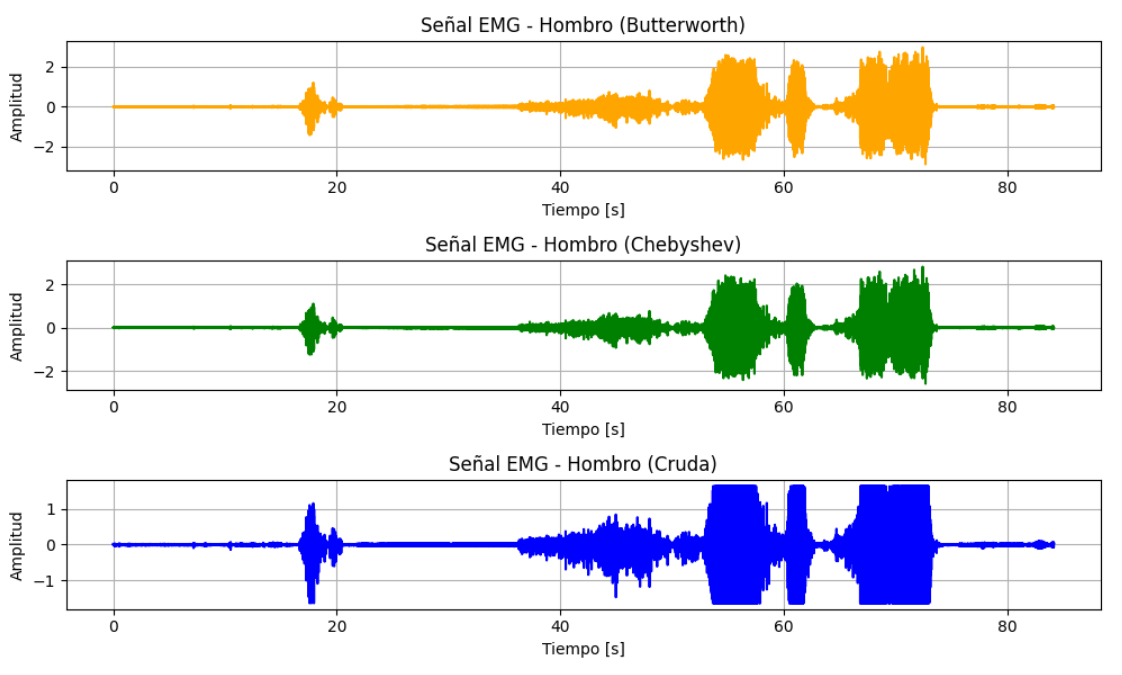 Señal EMG - Hombro (Butterworth)
Amplitud
2
0
−2
0 20 40 60 80
Tiempo [s]
Señal EMG - Hombro (Chebyshev)
Amplitud
2
0
−2
0 20 40 60 80
Tiempo [s]
Señal EMG - Hombro (Cruda)
Amplitud
1
0
−1
0 20 40 60 80
Tiempo [s]